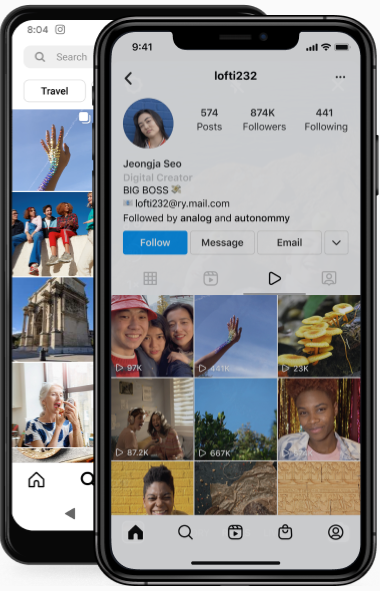 8:04
Search
Travel
9:41
lofti232
...
574 874K 441
Posts Followers Following
Jeongja Seo
Digital Creator
BIG BOSS
lofti232@ry.mail.com
Followed by analog and autonommy
Follow Message Email
97K 441K 23K
87.2K 667K